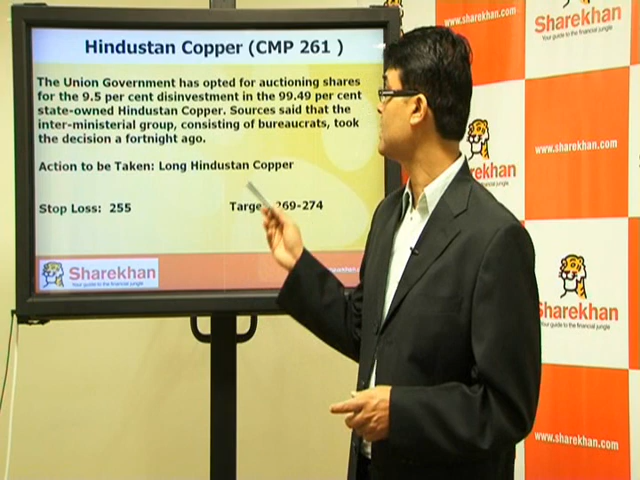 Hindustan Copper (CMP 261 )
The Union Government has opted for auctioning shares
for the 9.5 per cent disinvestment in the 99.49 per cent
state-owned Hindustan Copper. Sources said that the
inter-ministerial group, consisting of bureaucrats, took
the decision a fortnight ago.
Action to be Taken: Long Hindustan Copper
Stop Loss: 255 269-274
Sharekhan
Your guide to the financial jungle
www.sharekhan.com
Sharekhan
Your guide to the financial jungle
www.sharekhan.com
Sharekhan
Your guide to the financial jungle
www.sharekhan.com